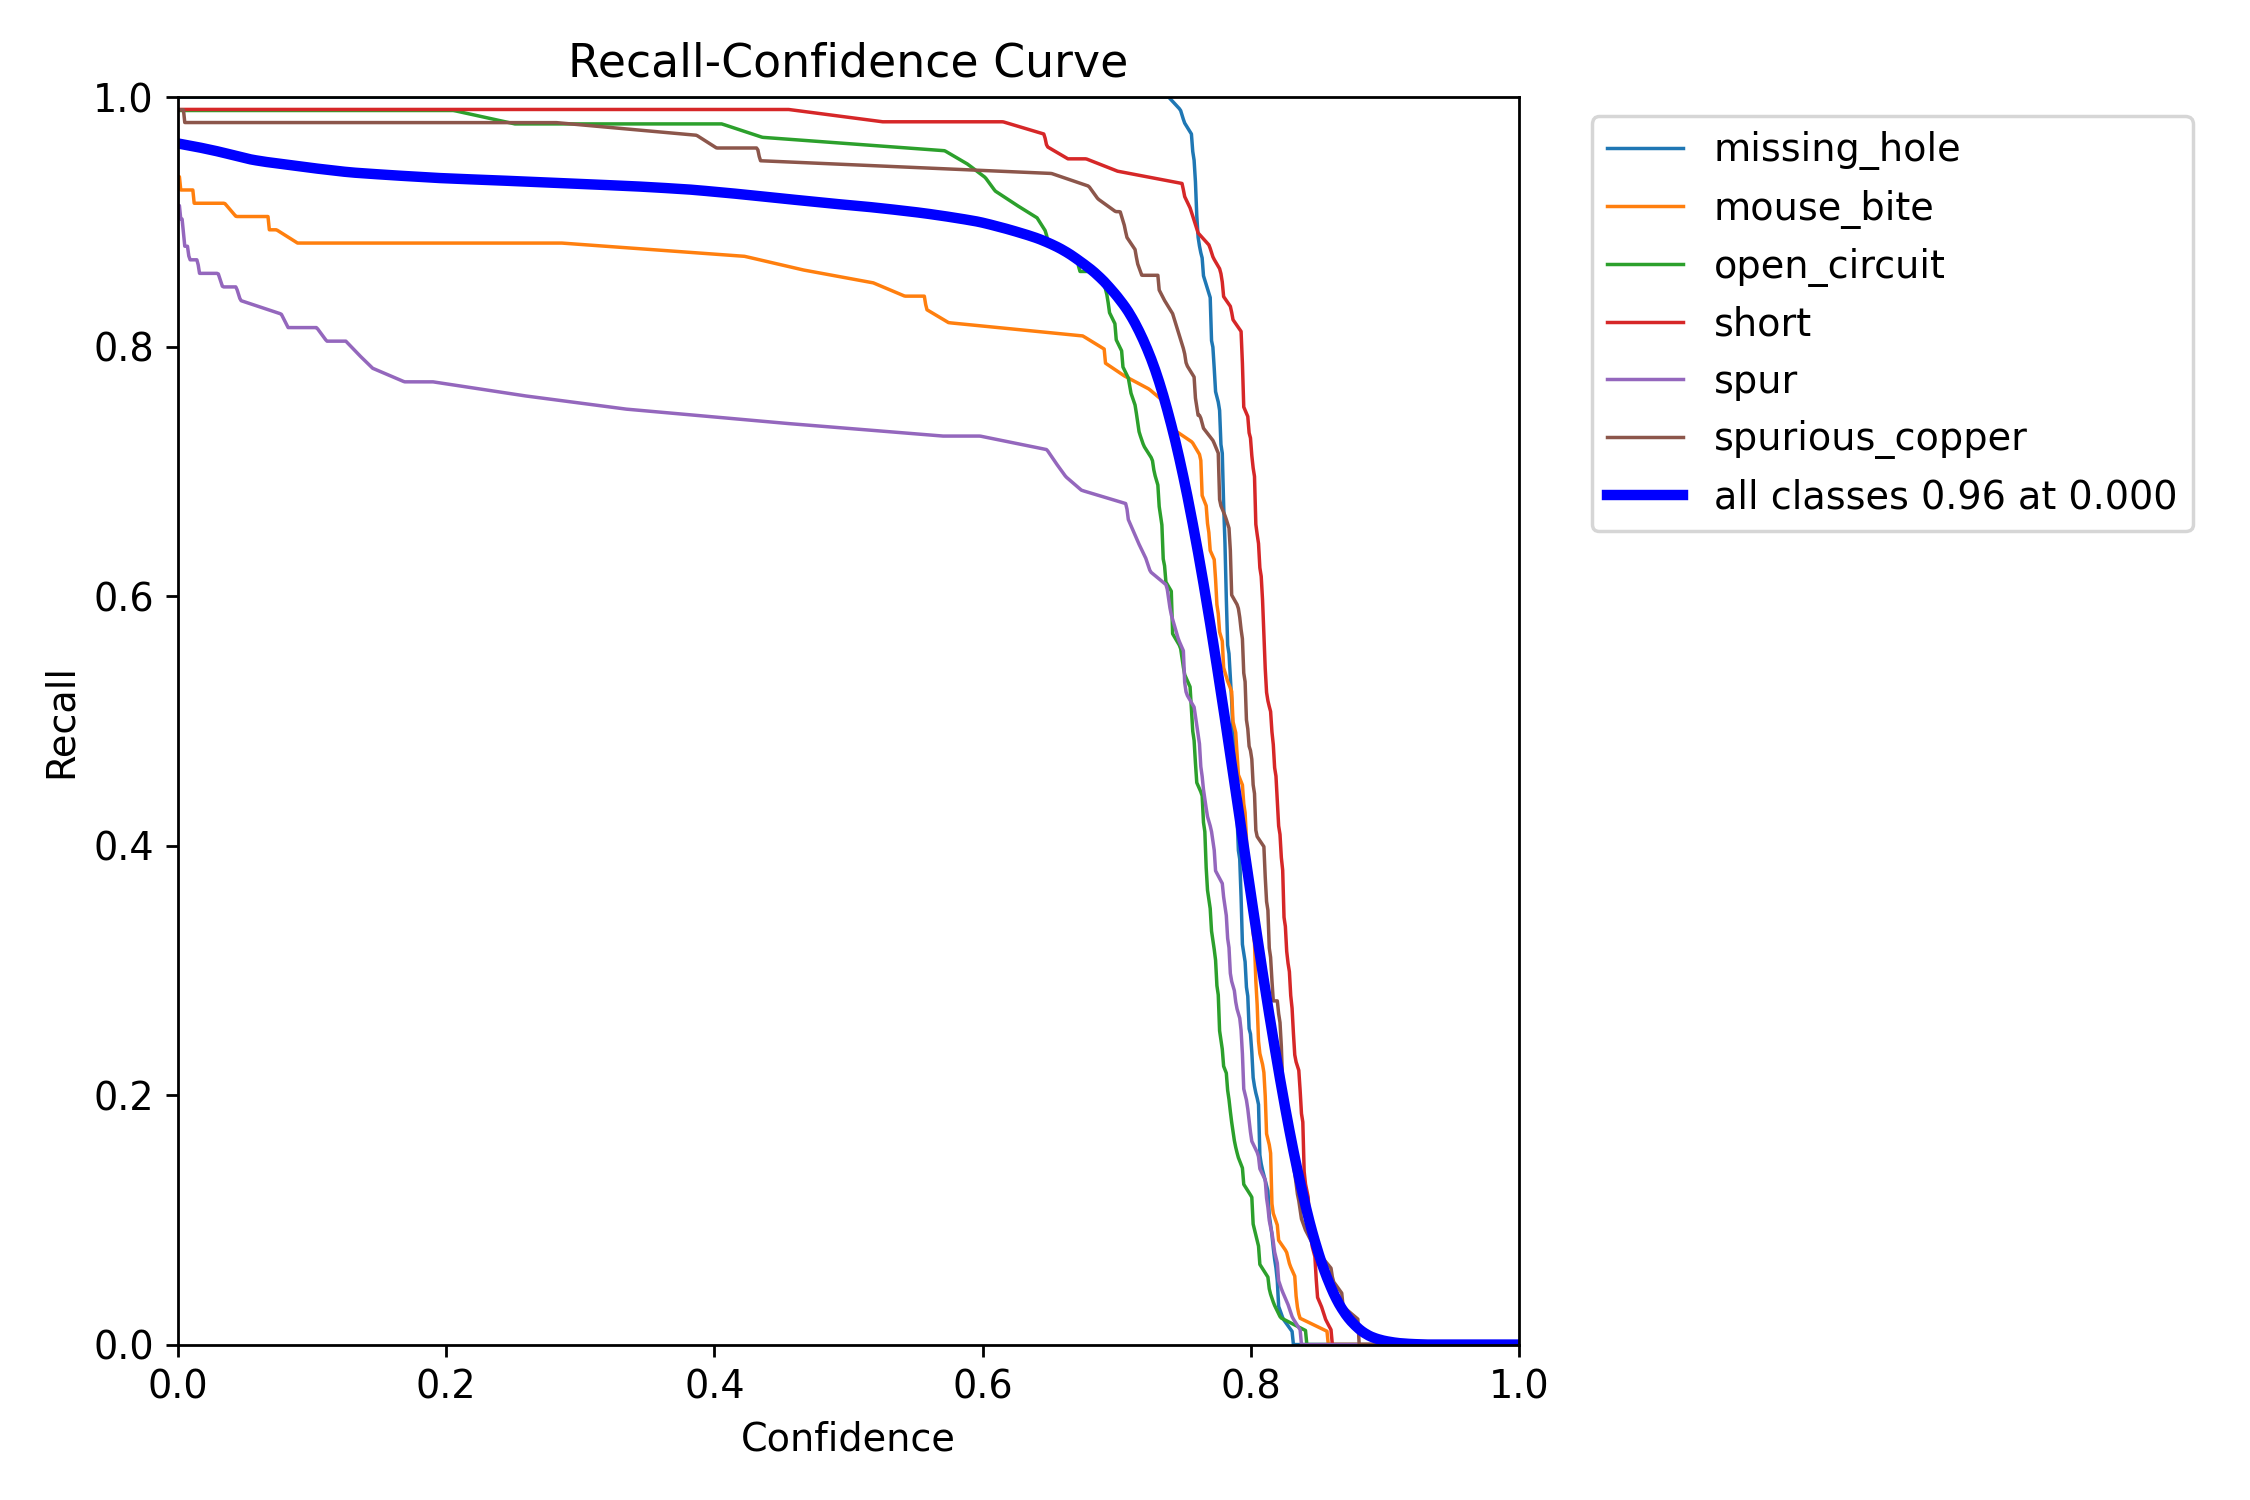 Recall-Confidence Curve
1.0
0.8
0.6
0.4
0.2
0.0
Recall
0.0 0.2 0.4 0.6 0.8 1.0
Confidence
missing_hole
mouse_bite
open_circuit
short
spur
spurious_copper
all classes 0.96 at 0.000